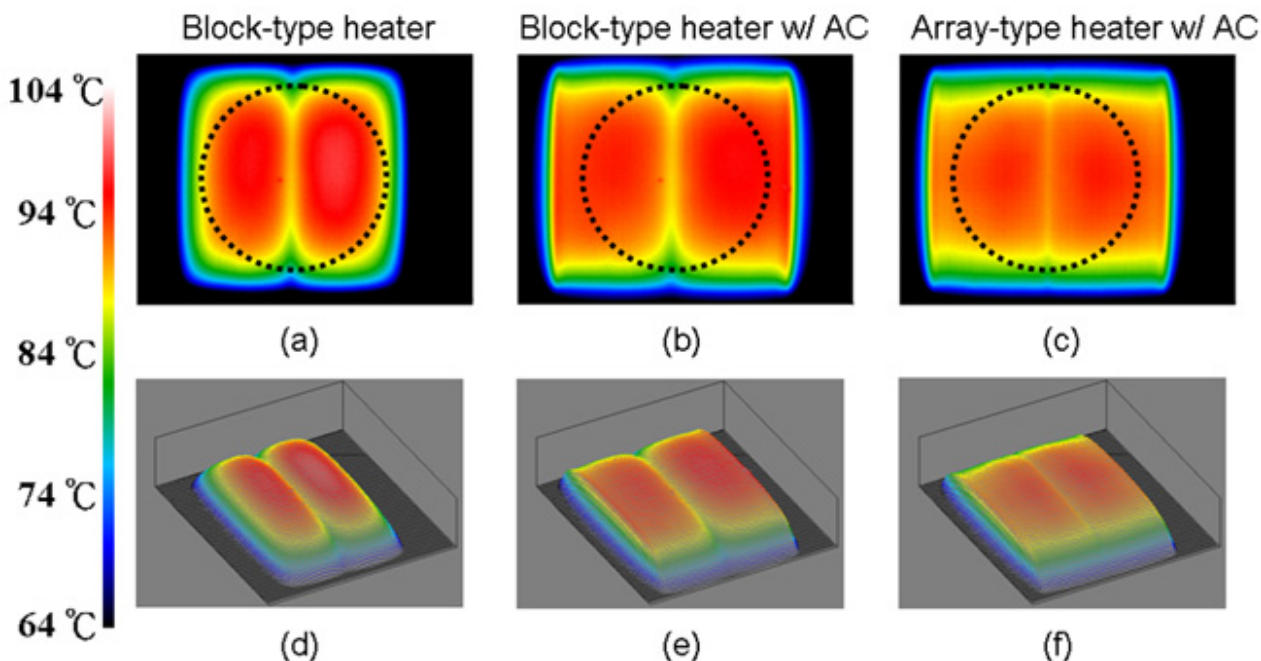 Block-type heater
Block-type heater w/ AC
Array-type heater w/ AC
104 ℃
94 ℃
84 ℃
74 ℃
64 ℃
(a)
(b)
(c)
(d)
(e)
(f)